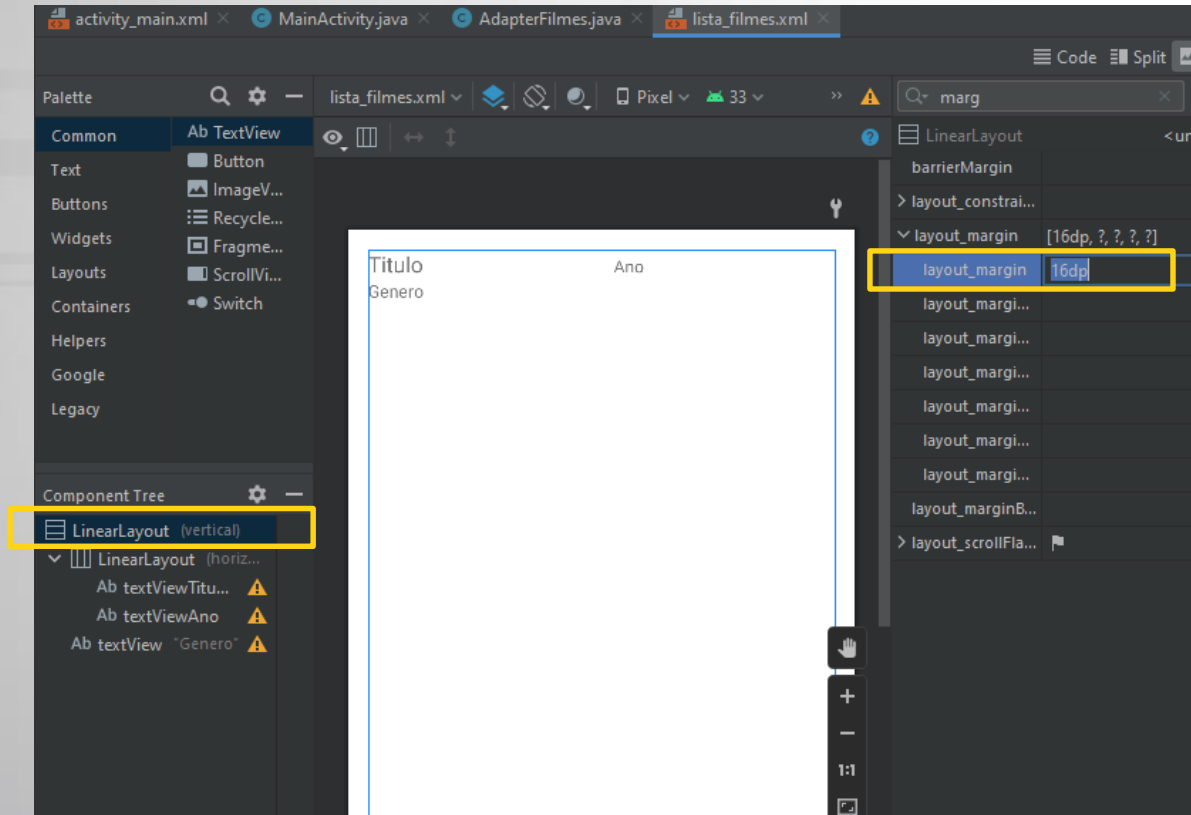 activity_main.xml MainActivity.java AdapterFilmes.java lista_filmes.xml
Code Split
Palette
lista_filmes.xml Pixel 33
marg
Common
Text
Buttons
Widgets
Layouts
Containers
Helpers
Google
Legacy
Ab TextView
Button
ImageV...
Recycle...
Fragme...
ScrollVi...
Switch
Titulo Ano
Genero
Component Tree
LinearLayout (vertical)
LinearLayout (horiz...
Ab textViewTitu...
Ab textViewAno
Ab textView "Genero"
1:1
LinearLayout <un
barrierMargin
layout_constrai...
layout_margin [16dp, ?, ?, ?, ?]
layout_margin 16dp
layout_margi...
layout_margi...
layout_margi...
layout_margi...
layout_margi...
layout_margi...
layout_marginB...
layout_scrollFla...